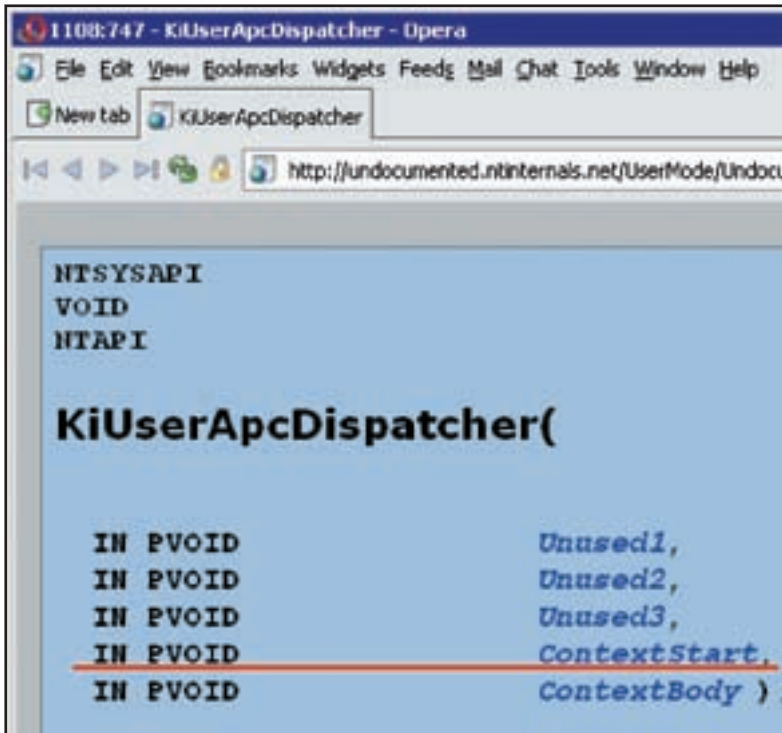 1108:747 - KiUserApcDispatcher - Opera
File Edit View Bookmarks Widgets Feeds Mail Chat Tools Window Help
New tab KiUserApcDispatcher
http://undocumented.ntinternals.net/UserMode/Undocu
NTSYSAPI
VOID
NTAPI
KiUserApcDispatcher(
IN PVOID Unused1,
IN PVOID Unused2,
IN PVOID Unused3,
IN PVOID ContextStart,
IN PVOID ContextBody )